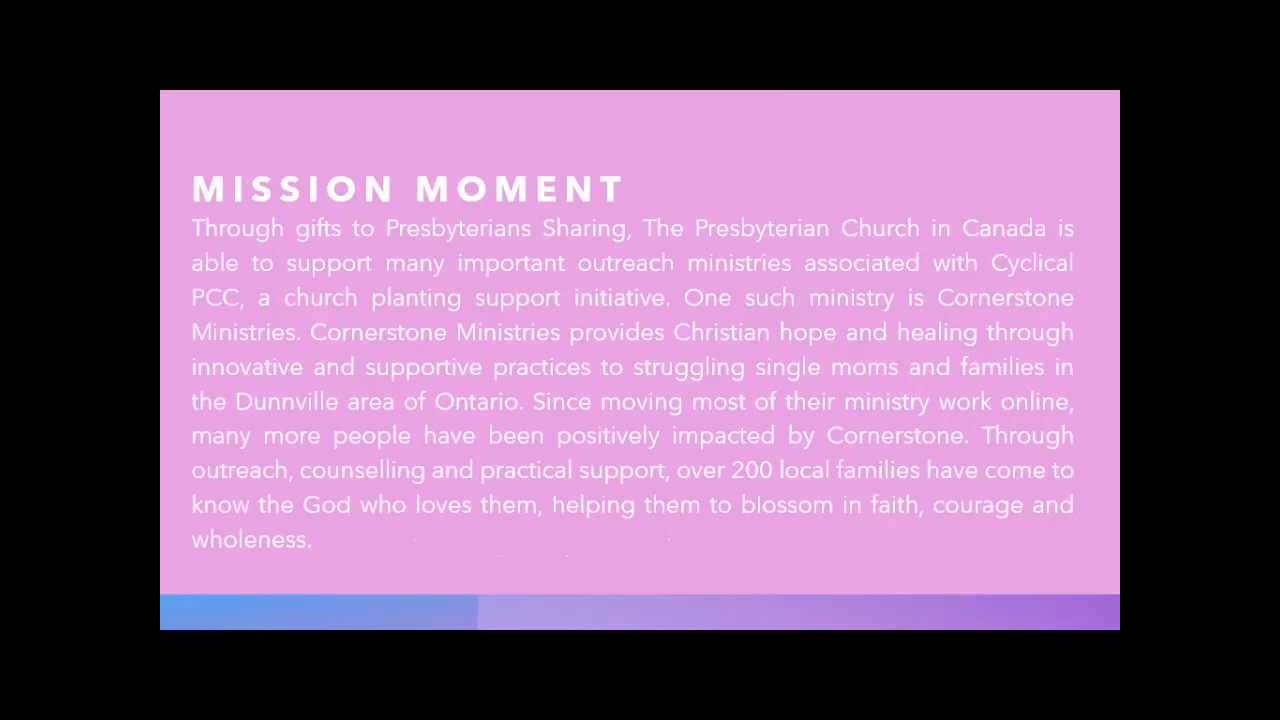 MISSION MOMENT
Through gifts to Presbyterians Sharing, The Presbyterian Church in Canada is
able to support many important outreach ministries associated with Cyclical
PCC, a church planting support initiative. One such ministry is Cornerstone
Ministries. Cornerstone Ministries provides Christian hope and healing through
innovative and supportive practices to struggling single moms and families in
the Dunnville area of Ontario. Since moving most of their ministry work online,
many more people have been positively impacted by Cornerstone. Through
outreach, counselling and practical support, over 200 local families have come to
know the God who loves them, helping them to blossom in faith, courage and
wholeness.